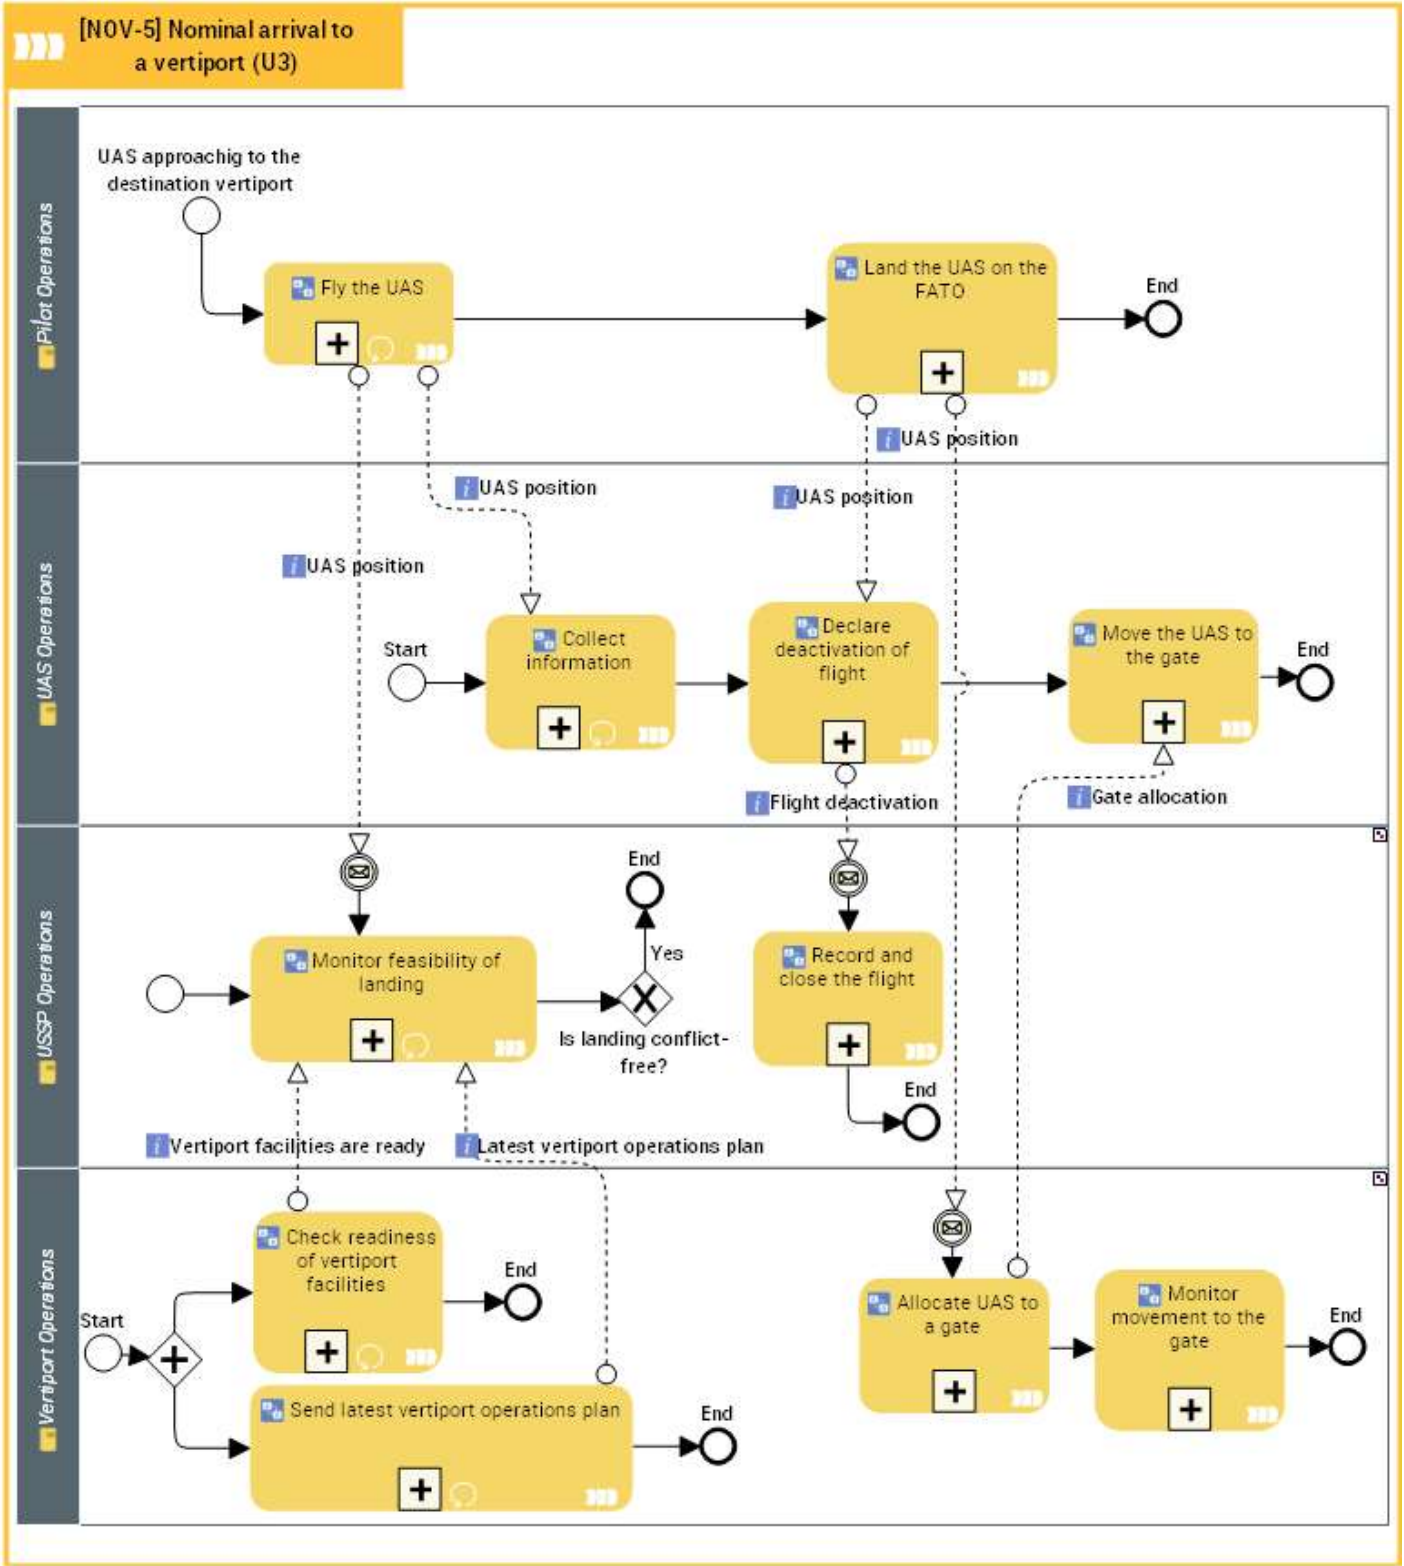 [NOV-5] Nominal arrival to
a vertiport (U3)
Pilot Operations
UAS approachig to the
destination vertiport
Fly the UAS
Land the UAS on the
FATO
End
UAS position
UAS Operations
UAS position
UAS position
UAS position
Start
Collect
information
Declare
deactivation of
flight
Move the UAS to
the gate
End
Flight deactivation
Gate allocation
USSP Operations
End
Yes
Monitor feasibility of
landing
Is landing conflict-
free?
Record and
close the flight
End
Vertiport facilities are ready
Latest vertiport operations plan
Vertiport Operations
Start
Check readiness
of vertiport
facilities
End
Send latest vertiport operations plan
End
Allocate UAS to
a gate
Monitor
movement to the
gate
End